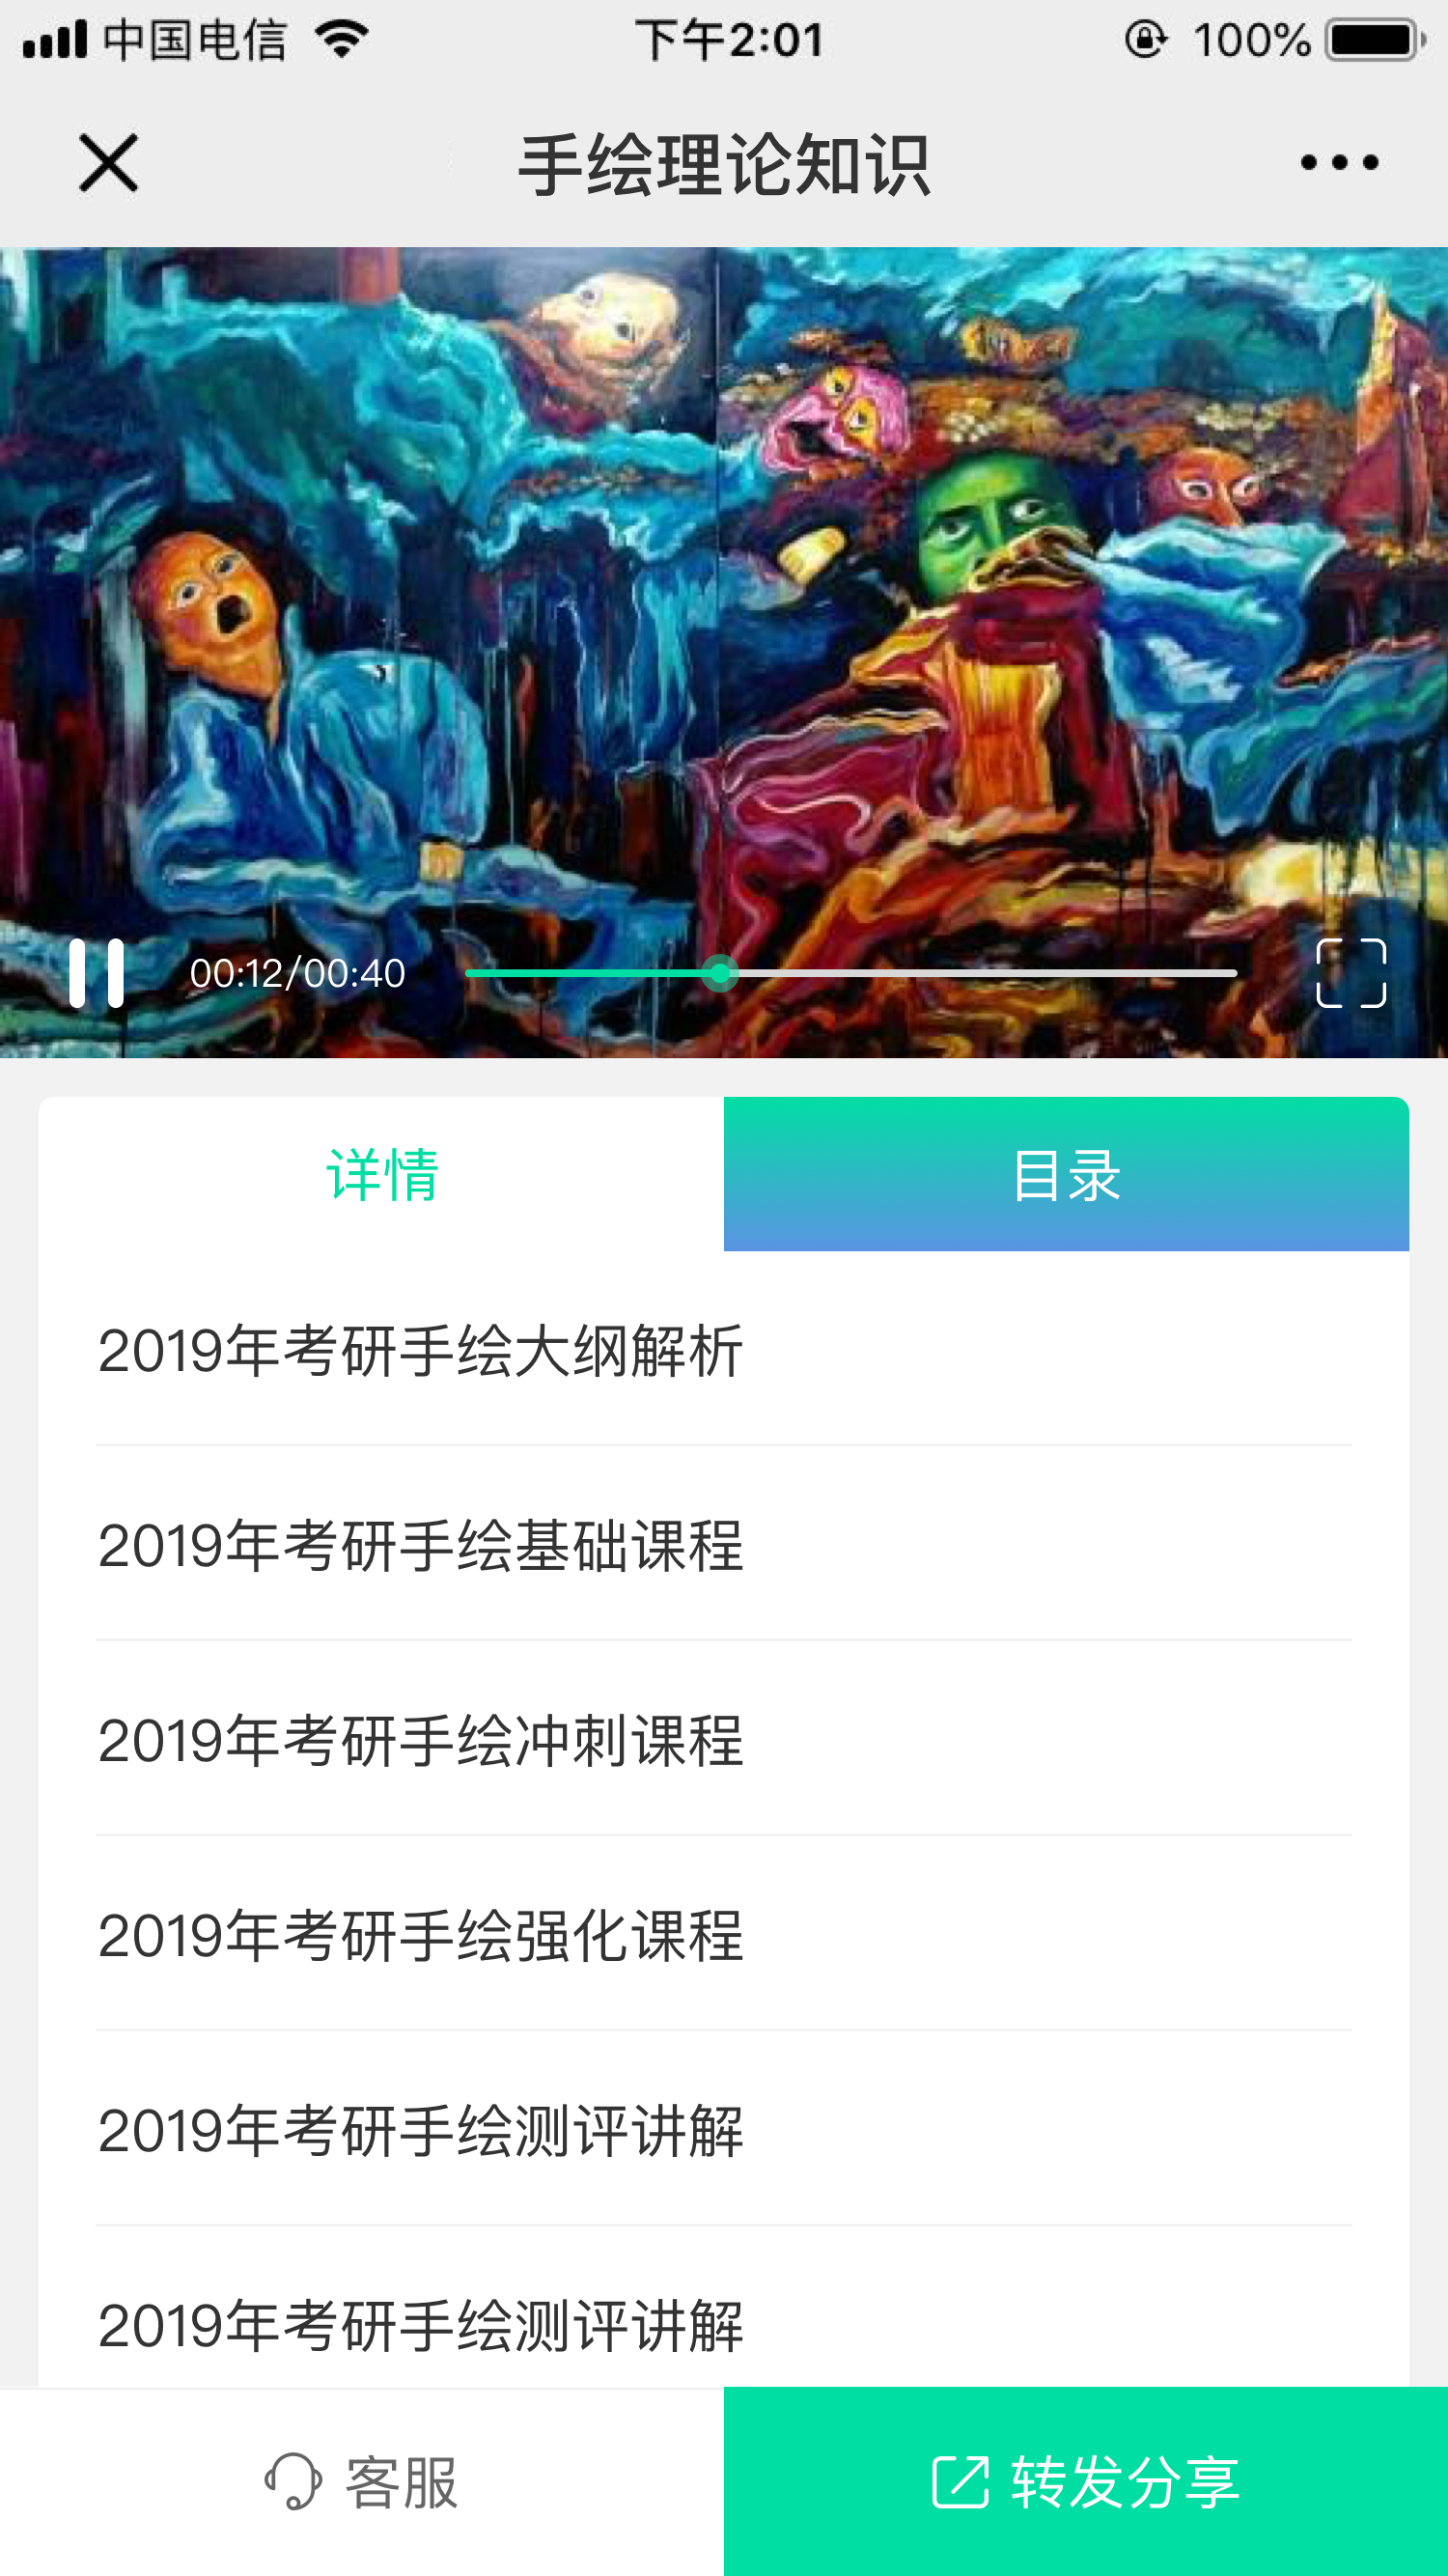 中国电信 下午2:01 100%
手绘理论知识
00:12/00:40
详情 目录
2019年考研手绘大纲解析
2019年考研手绘基础课程
2019年考研手绘冲刺课程
2019年考研手绘强化课程
2019年考研手绘测评讲解
2019年考研手绘测评讲解
客服 转发分享